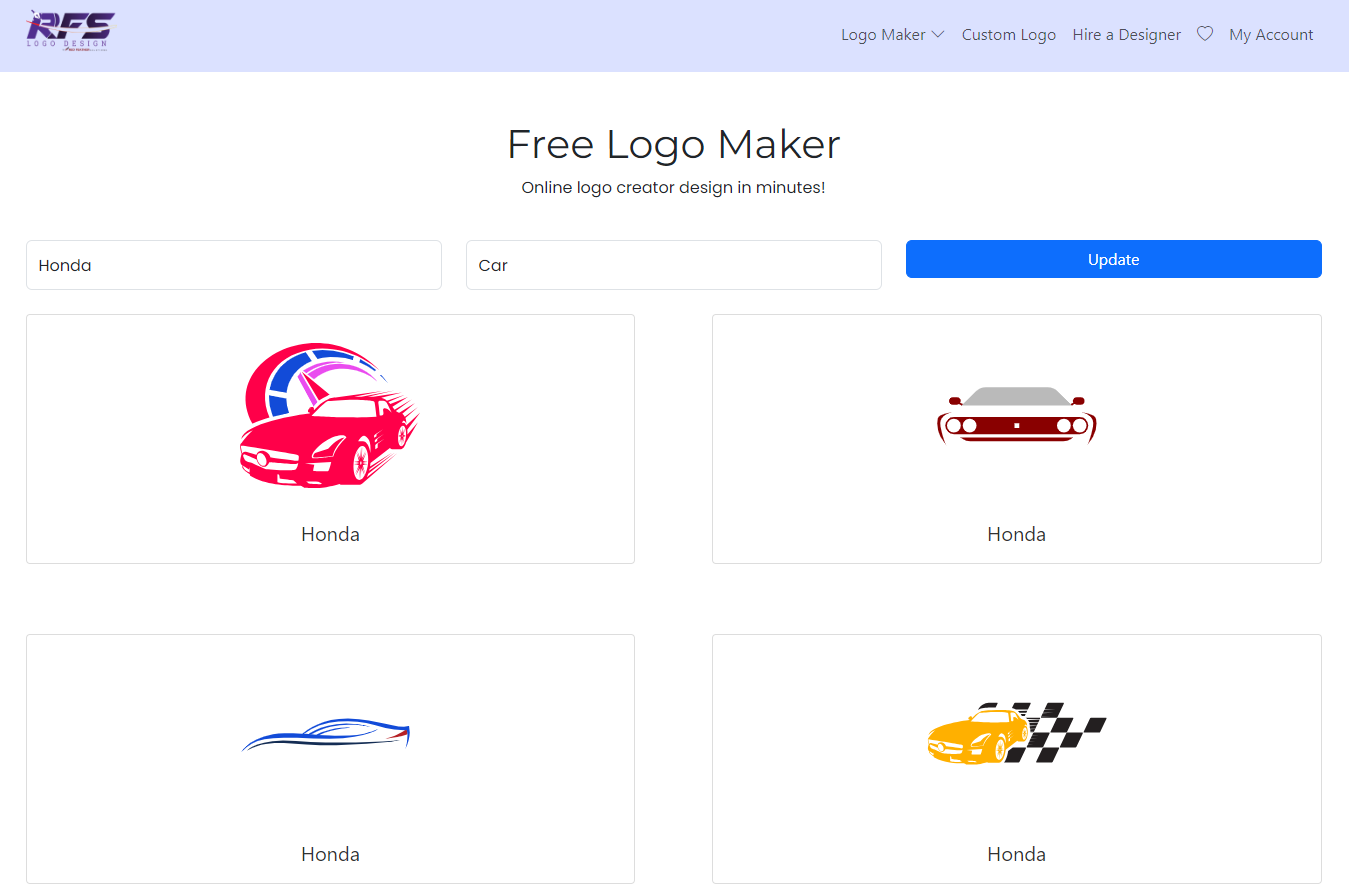 RFS
LOGO DESIGN
Logo Maker
Custom Logo
Hire a Designer
My Account
Free Logo Maker
Online logo creator design in minutes!
Honda
Car
Update
Honda
Honda
Honda
Honda